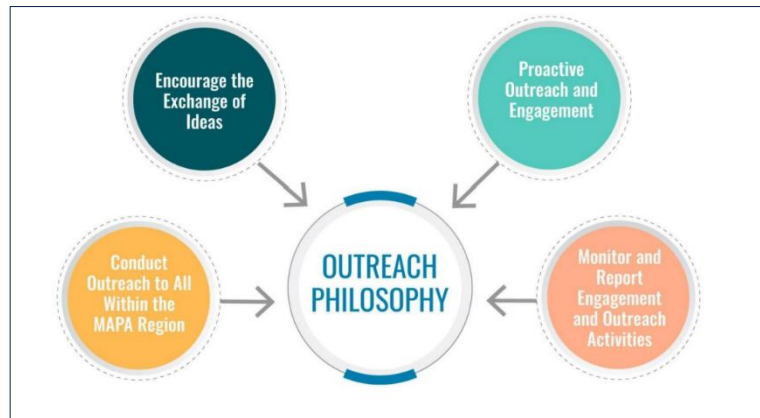 Encourage the
Exchange of
Ideas
Proactive
Outreach and
Engagement
Conduct
Outreach to All
Within the
MAPA Region
OUTREACH
PHILOSOPHY
Monitor and
Report
Engagement
and Outreach
Activities